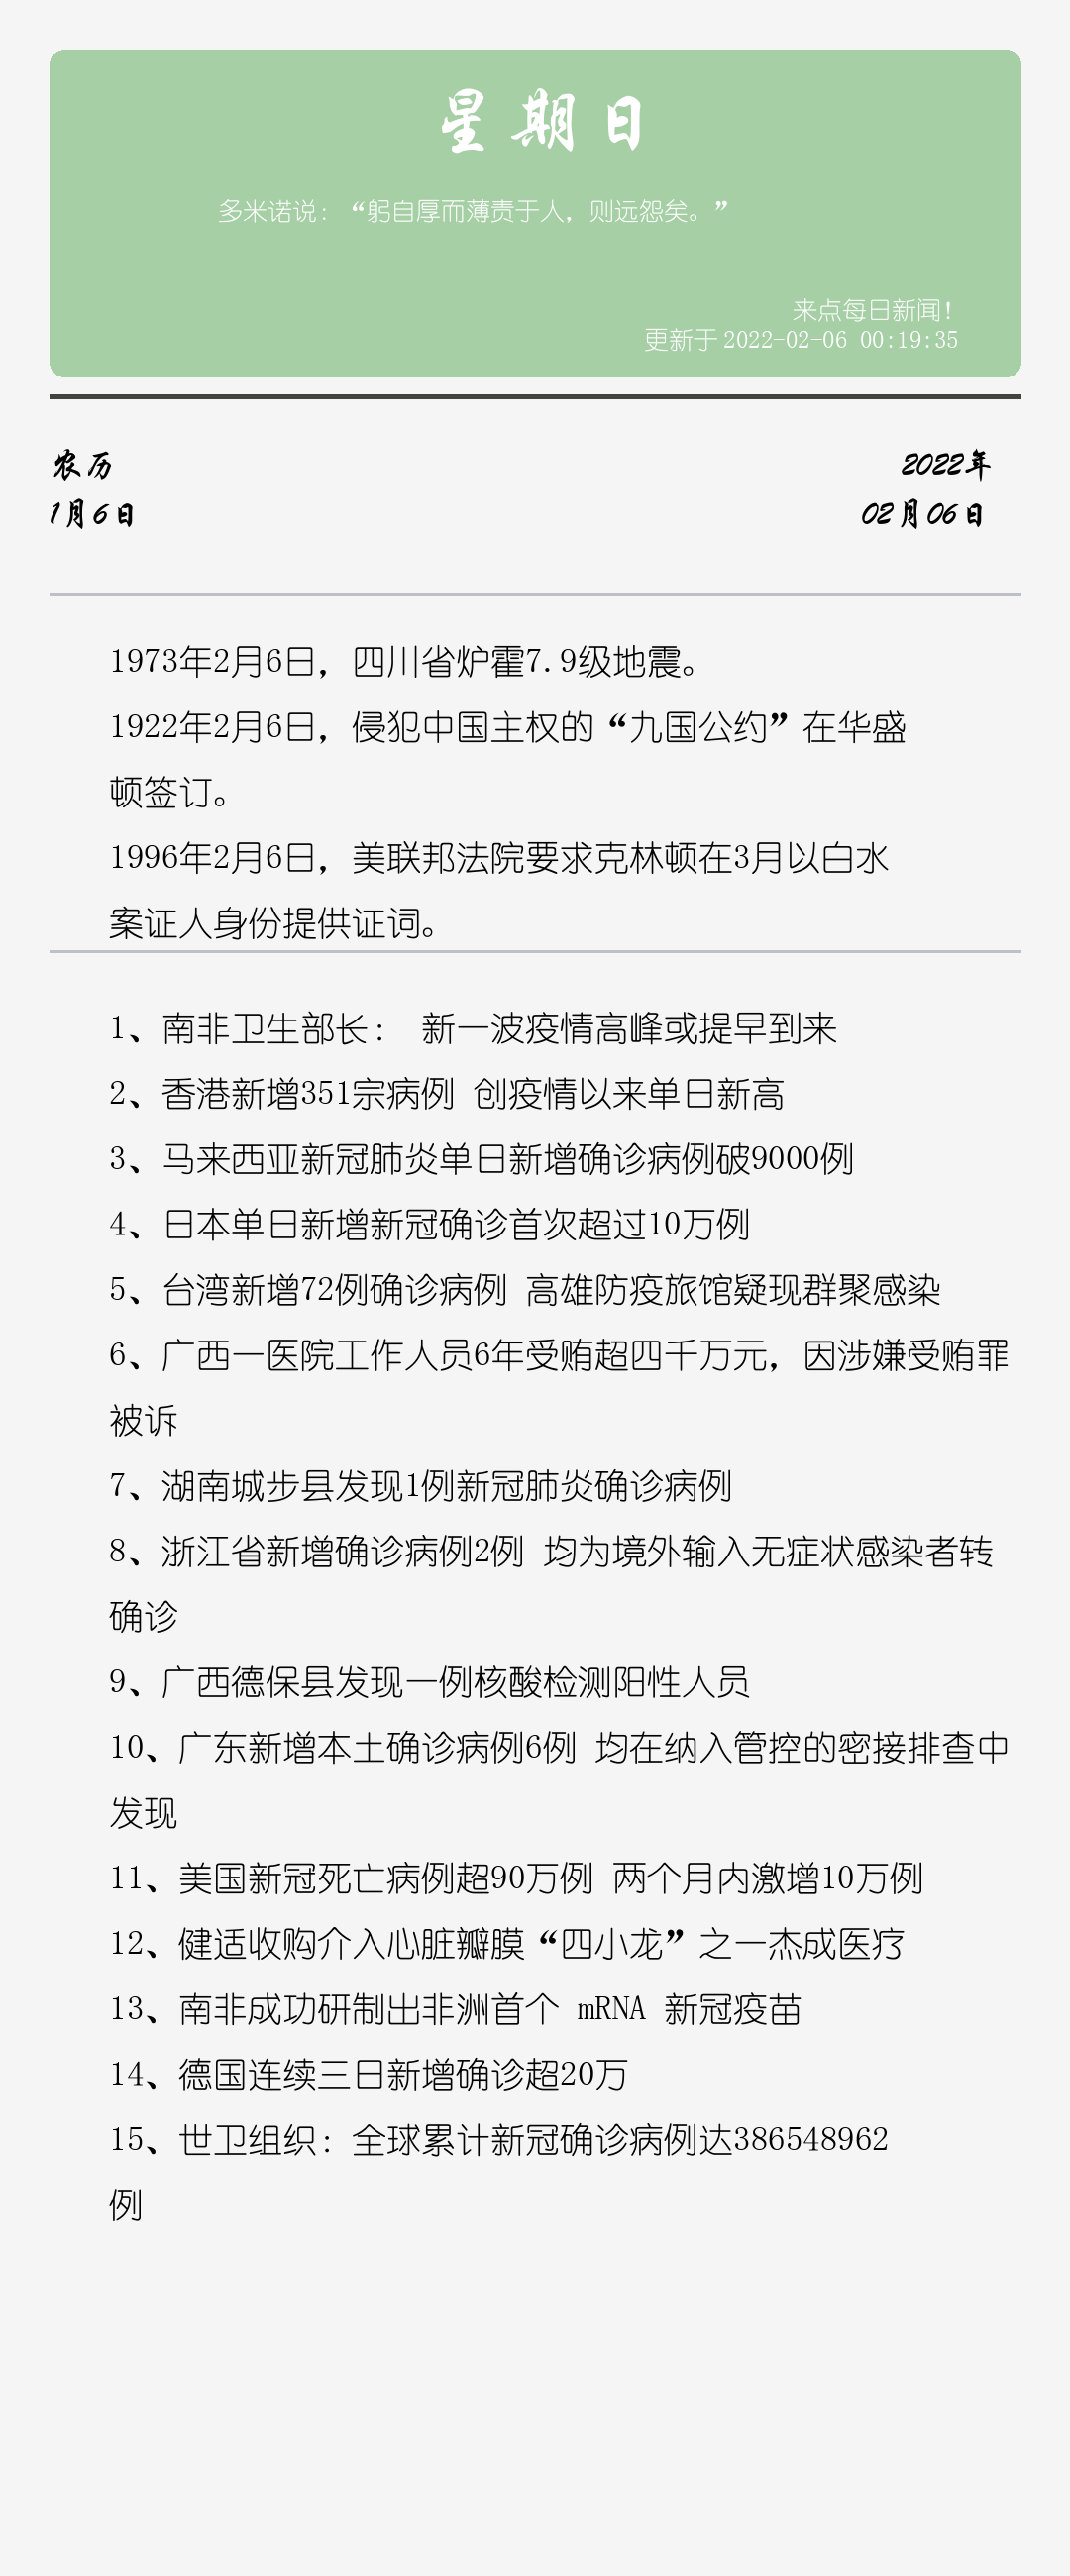 星期日
多米诺说：“躬自厚而薄责于人，则远怨矣。”
来点每日新闻！
更新于 2022-02-06 00:19:35
农历
1月6日
2022年
02月06日
1973年2月6日，四川省炉霍7.9级地震。
1922年2月6日，侵犯中国主权的“九国公约”在华盛
顿签订。
1996年2月6日，美联邦法院要求克林顿在3月以白水
案证人身份提供证词。
1、南非卫生部长： 新一波疫情高峰或提早到来
2、香港新增351宗病例 创疫情以来单日新高
3、马来西亚新冠肺炎单日新增确诊病例破9000例
4、日本单日新增新冠确诊首次超过10万例
5、台湾新增72例确诊病例 高雄防疫旅馆疑现群聚感染
6、广西一医院工作人员6年受贿超四千万元，因涉嫌受贿罪
被诉
7、湖南城步县发现1例新冠肺炎确诊病例
8、浙江省新增确诊病例2例 均为境外输入无症状感染者转
确诊
9、广西德保县发现一例核酸检测阳性人员
10、广东新增本土确诊病例6例 均在纳入管控的密接排查中
发现
11、美国新冠死亡病例超90万例 两个月内激增10万例
12、健适收购介入心脏瓣膜“四小龙”之一杰成医疗
13、南非成功研制出非洲首个 mRNA 新冠疫苗
14、德国连续三日新增确诊超20万
15、世卫组织：全球累计新冠确诊病例达386548962
例